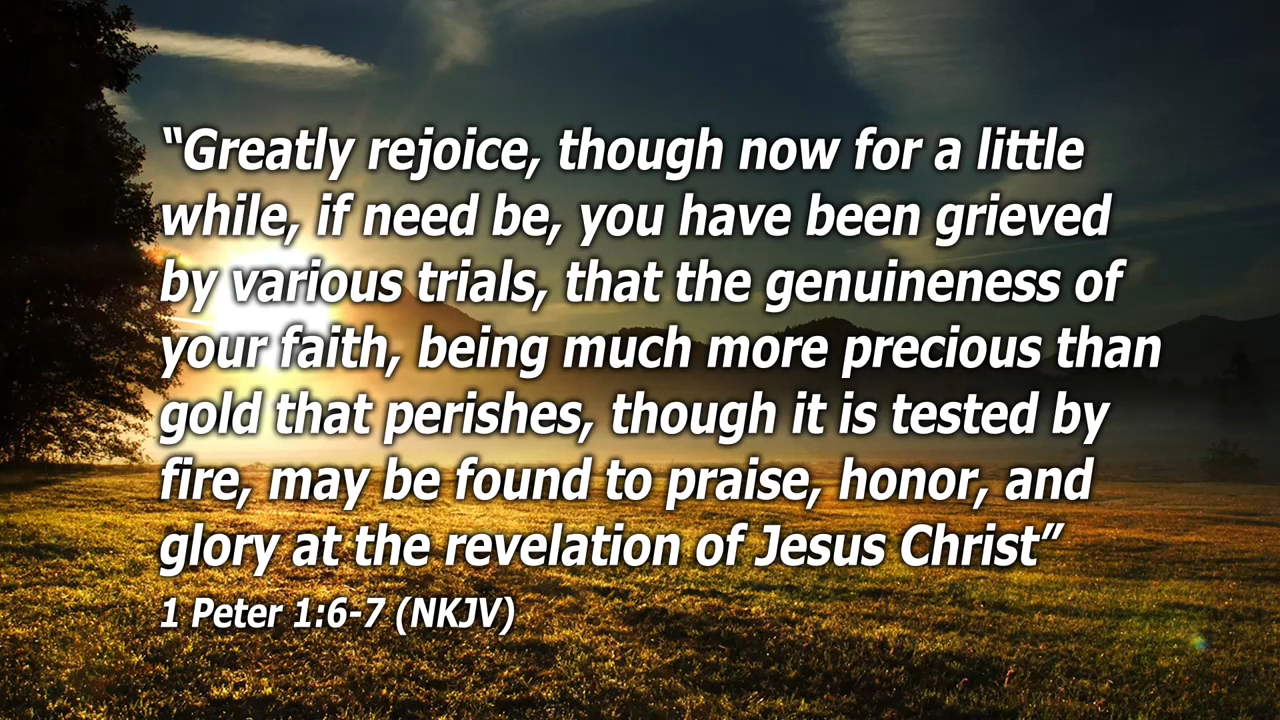 “Greatly rejoice, though now for a little
while, if need be, you have been grieved
by various trials, that the genuineness of
your faith, being much more precious than
gold that perishes, though it is tested by
fire, may be found to praise, honor, and
glory at the revelation of Jesus Christ”
1 Peter 1:6-7 (NKJV)